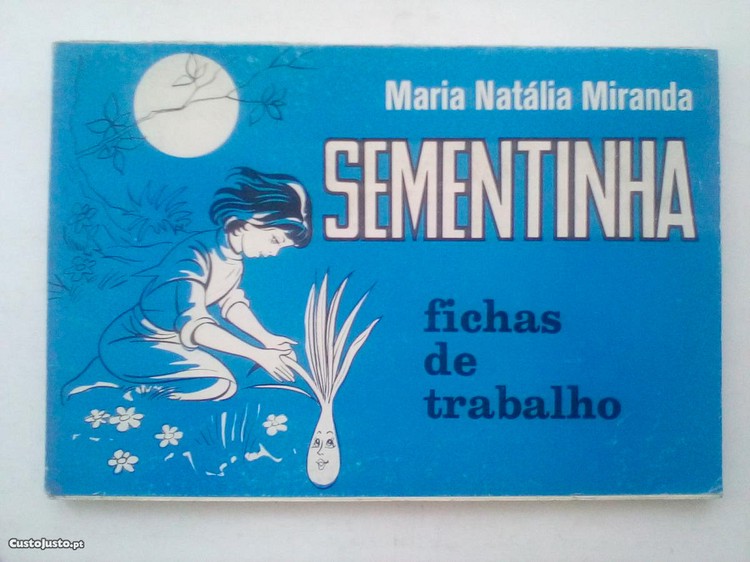 Maria Natália Miranda
SEMENTINHA
fichas
de
trabalho
CustoJusto.pt